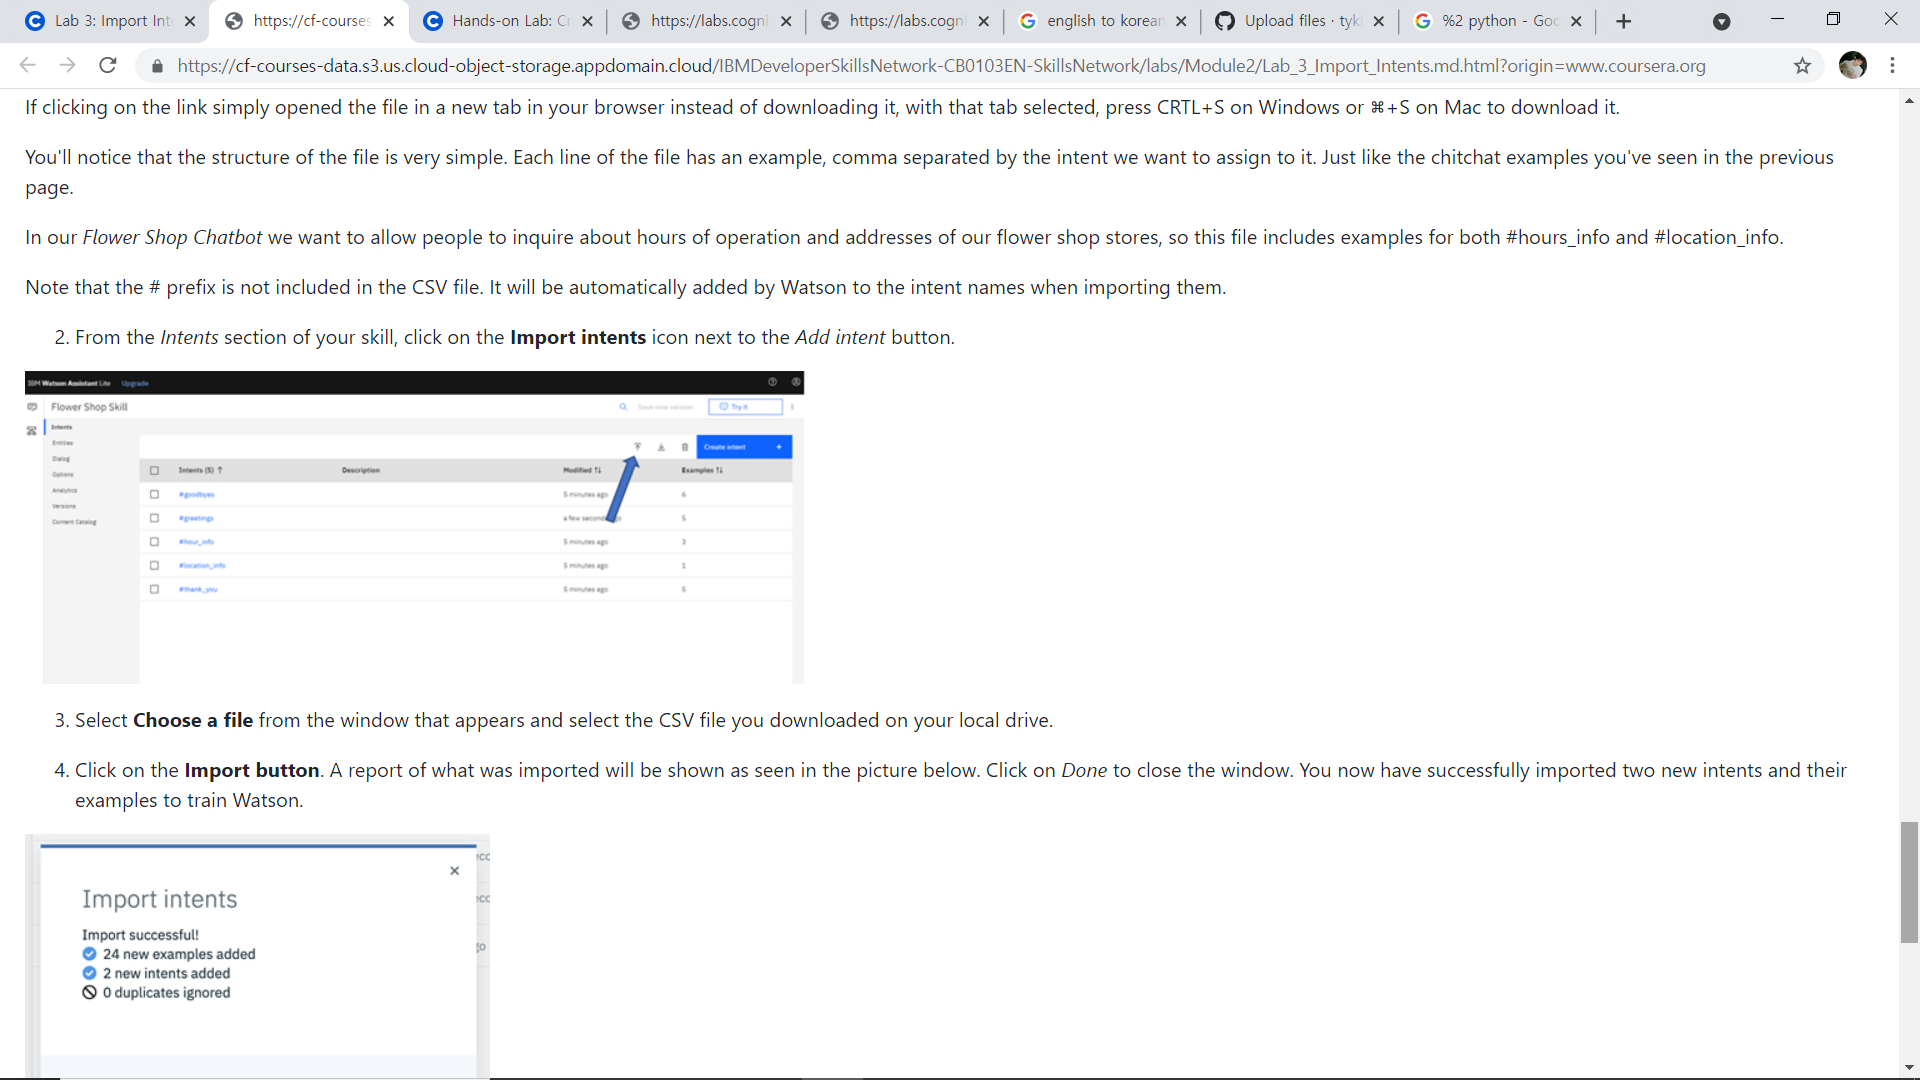 Lab 3: Import Int
https://cf-courses
Hands-on Lab: Cr
https://labs.cogni
https://labs.cogni
english to korean
Upload files · tyk
%2 python - Goo
https://cf-courses-data.s3.us.cloud-object-storage.appdomain.cloud/IBMDeveloperSkillsNetwork-CB0103EN-SkillsNetwork/labs/Module2/Lab_3_Import_Intents.md.html?origin=www.coursera.org
If clicking on the link simply opened the file in a new tab in your browser instead of downloading it, with that tab selected, press CRTL+S on Windows or ⌘+S on Mac to download it.
You'll notice that the structure of the file is very simple. Each line of the file has an example, comma separated by the intent we want to assign to it. Just like the chitchat examples you've seen in the previous
page.
In our Flower Shop Chatbot we want to allow people to inquire about hours of operation and addresses of our flower shop stores, so this file includes examples for both #hours_info and #location_info.
Note that the # prefix is not included in the CSV file. It will be automatically added by Watson to the intent names when importing them.
2. From the Intents section of your skill, click on the Import intents icon next to the Add intent button.
IBM Watson Assistant Lite Upgrade
Flower Shop Skill Save new version Try it
Intents
Entities
Dialog
Options
Analytics
Versions
Content Catalog
Create intent +
Intents (5) ↑ Description Modified ↑↓ Examples ↑↓
#goodbyes 5 minutes ago 6
#greetings a few seconds ago 5
#hour_info 5 minutes ago 3
#location_info 5 minutes ago 1
#thank_you 5 minutes ago 5
3. Select Choose a file from the window that appears and select the CSV file you downloaded on your local drive.
4. Click on the Import button. A report of what was imported will be shown as seen in the picture below. Click on Done to close the window. You now have successfully imported two new intents and their
examples to train Watson.
Import intents
Import successful!
24 new examples added
2 new intents added
0 duplicates ignored